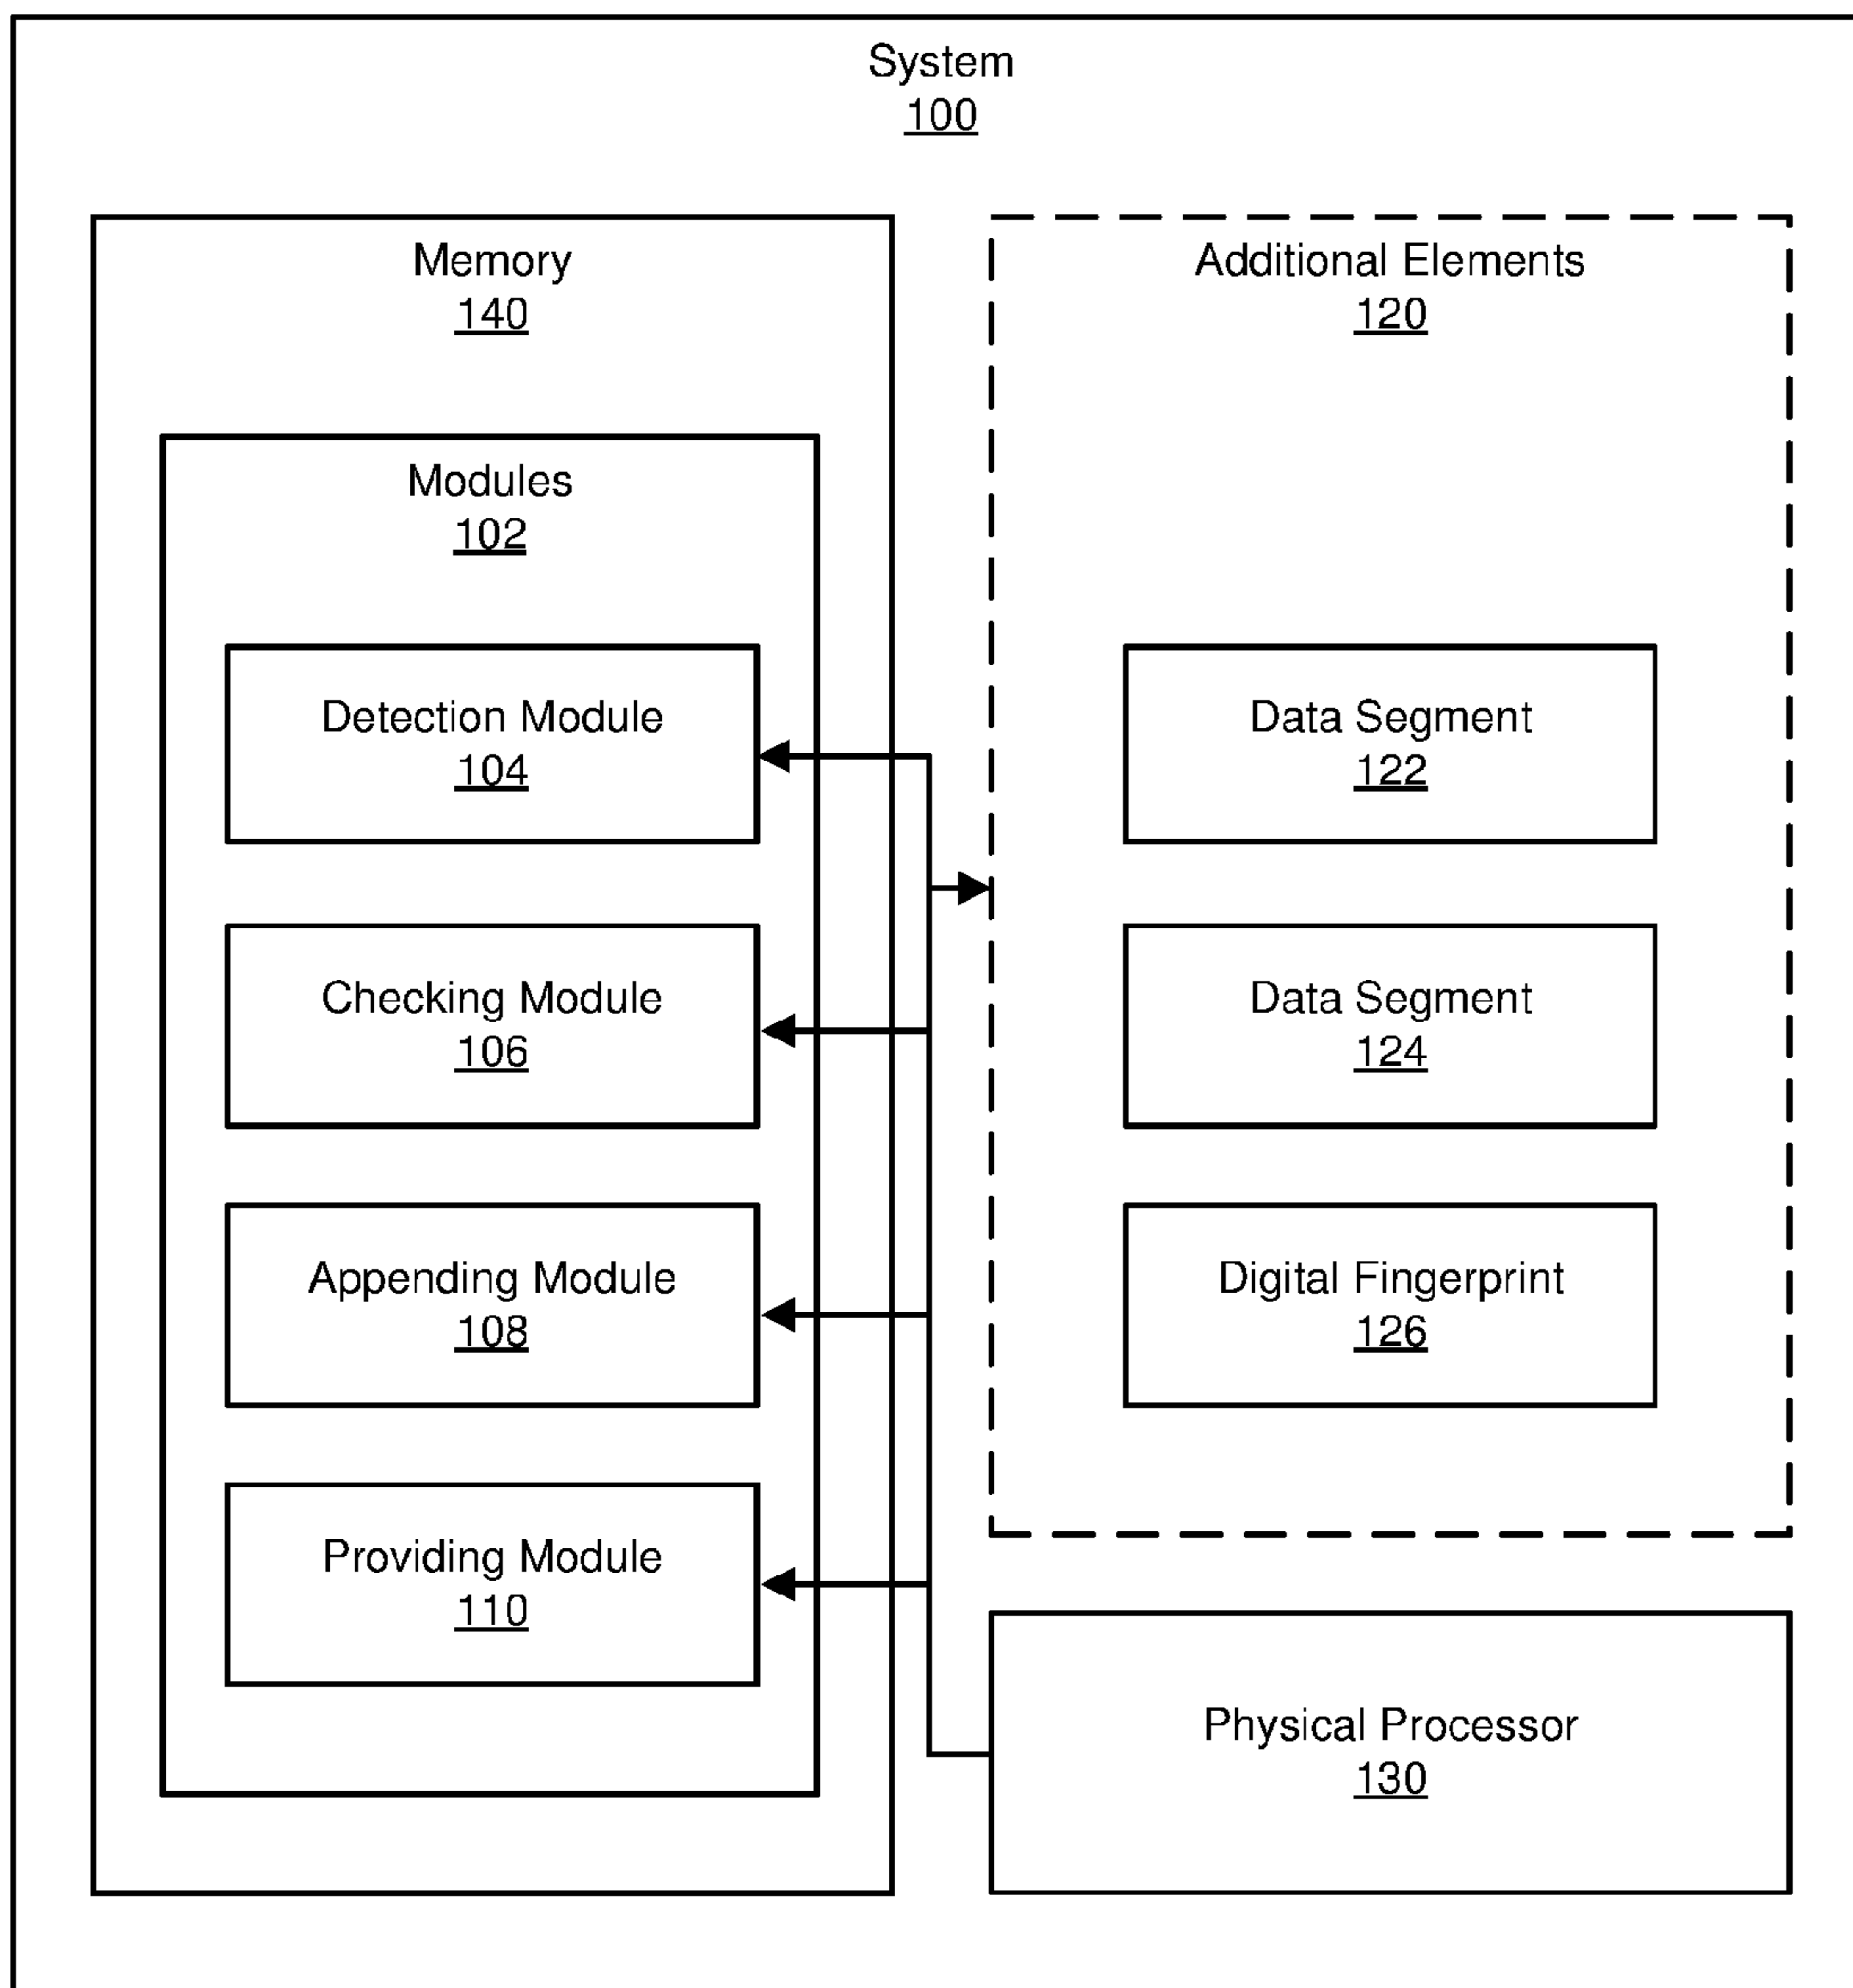 System
100
Memory
140
Modules
102
Detection Module
104
Checking Module
106
Appending Module
108
Providing Module
110
Additional Elements
120
Data Segment
122
Data Segment
124
Digital Fingerprint
126
Physical Processor
130